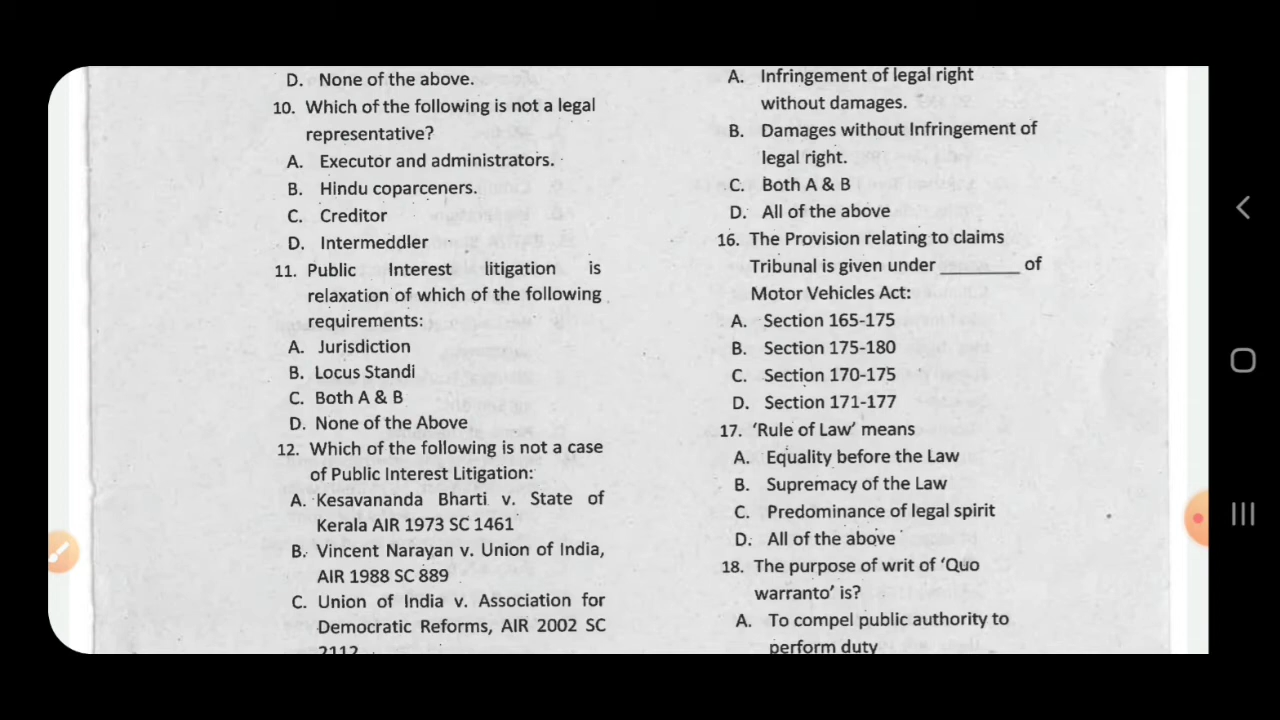 D. None of the above.
10. Which of the following is not a legal
representative?
A. Executor and administrators.
B. Hindu coparceners.
C. Creditor
D. Intermeddler
11. Public Interest litigation is
relaxation of which of the following
requirements:
A. Jurisdiction
B. Locus Standi
C. Both A & B
D. None of the Above
12. Which of the following is not a case
of Public Interest Litigation:
A. Kesavananda Bharti v. State of
Kerala AIR 1973 SC 1461
B. Vincent Narayan v. Union of India,
AIR 1988 SC 889
C. Union of India v. Association for
Democratic Reforms, AIR 2002 SC
2112
A. Infringement of legal right
without damages.
B. Damages without Infringement of
legal right.
C. Both A & B
D. All of the above
16. The Provision relating to claims
Tribunal is given under ________ of
Motor Vehicles Act:
A. Section 165-175
B. Section 175-180
C. Section 170-175
D. Section 171-177
17. ‘Rule of Law’ means
A. Equality before the Law
B. Supremacy of the Law
C. Predominance of legal spirit
D. All of the above
18. The purpose of writ of ‘Quo
warranto’ is?
A. To compel public authority to
perform duty